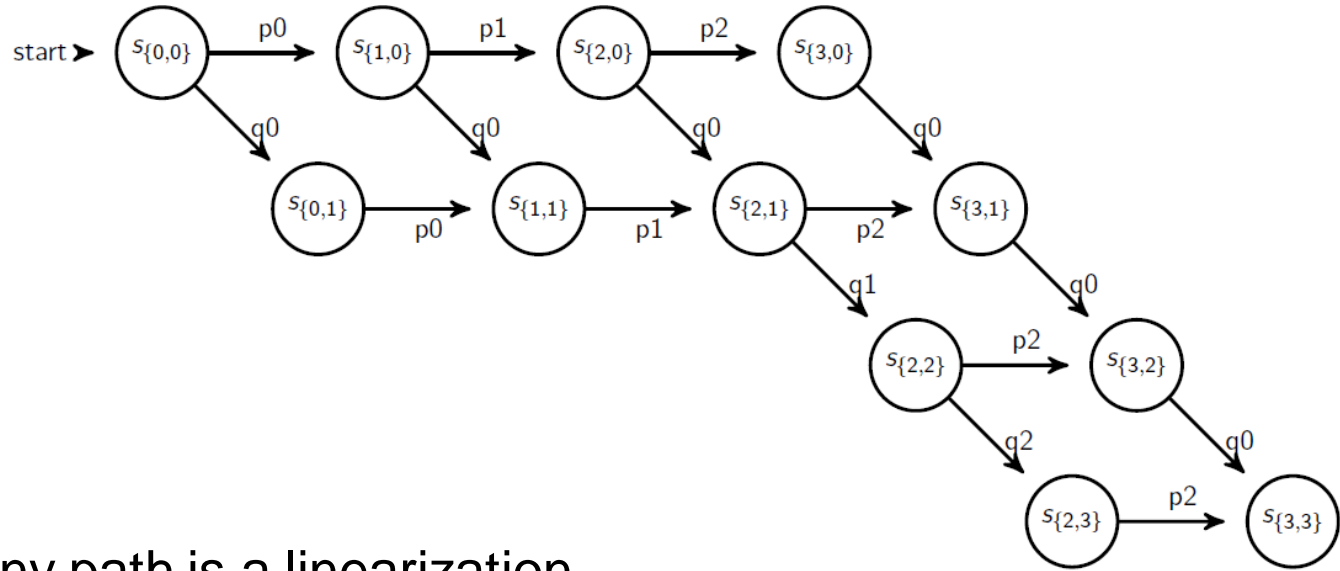 p0 p1 p2
start S{0,0} S{1,0} S{2,0} S{3,0}
q0 q0 q0 q0
S{0,1} S{1,1} S{2,1} S{3,1}
p0 p1 p2
q1 q0
p2
S{2,2} S{3,2}
q2 q0
p2
S{2,3} S{3,3}
path is a linearization